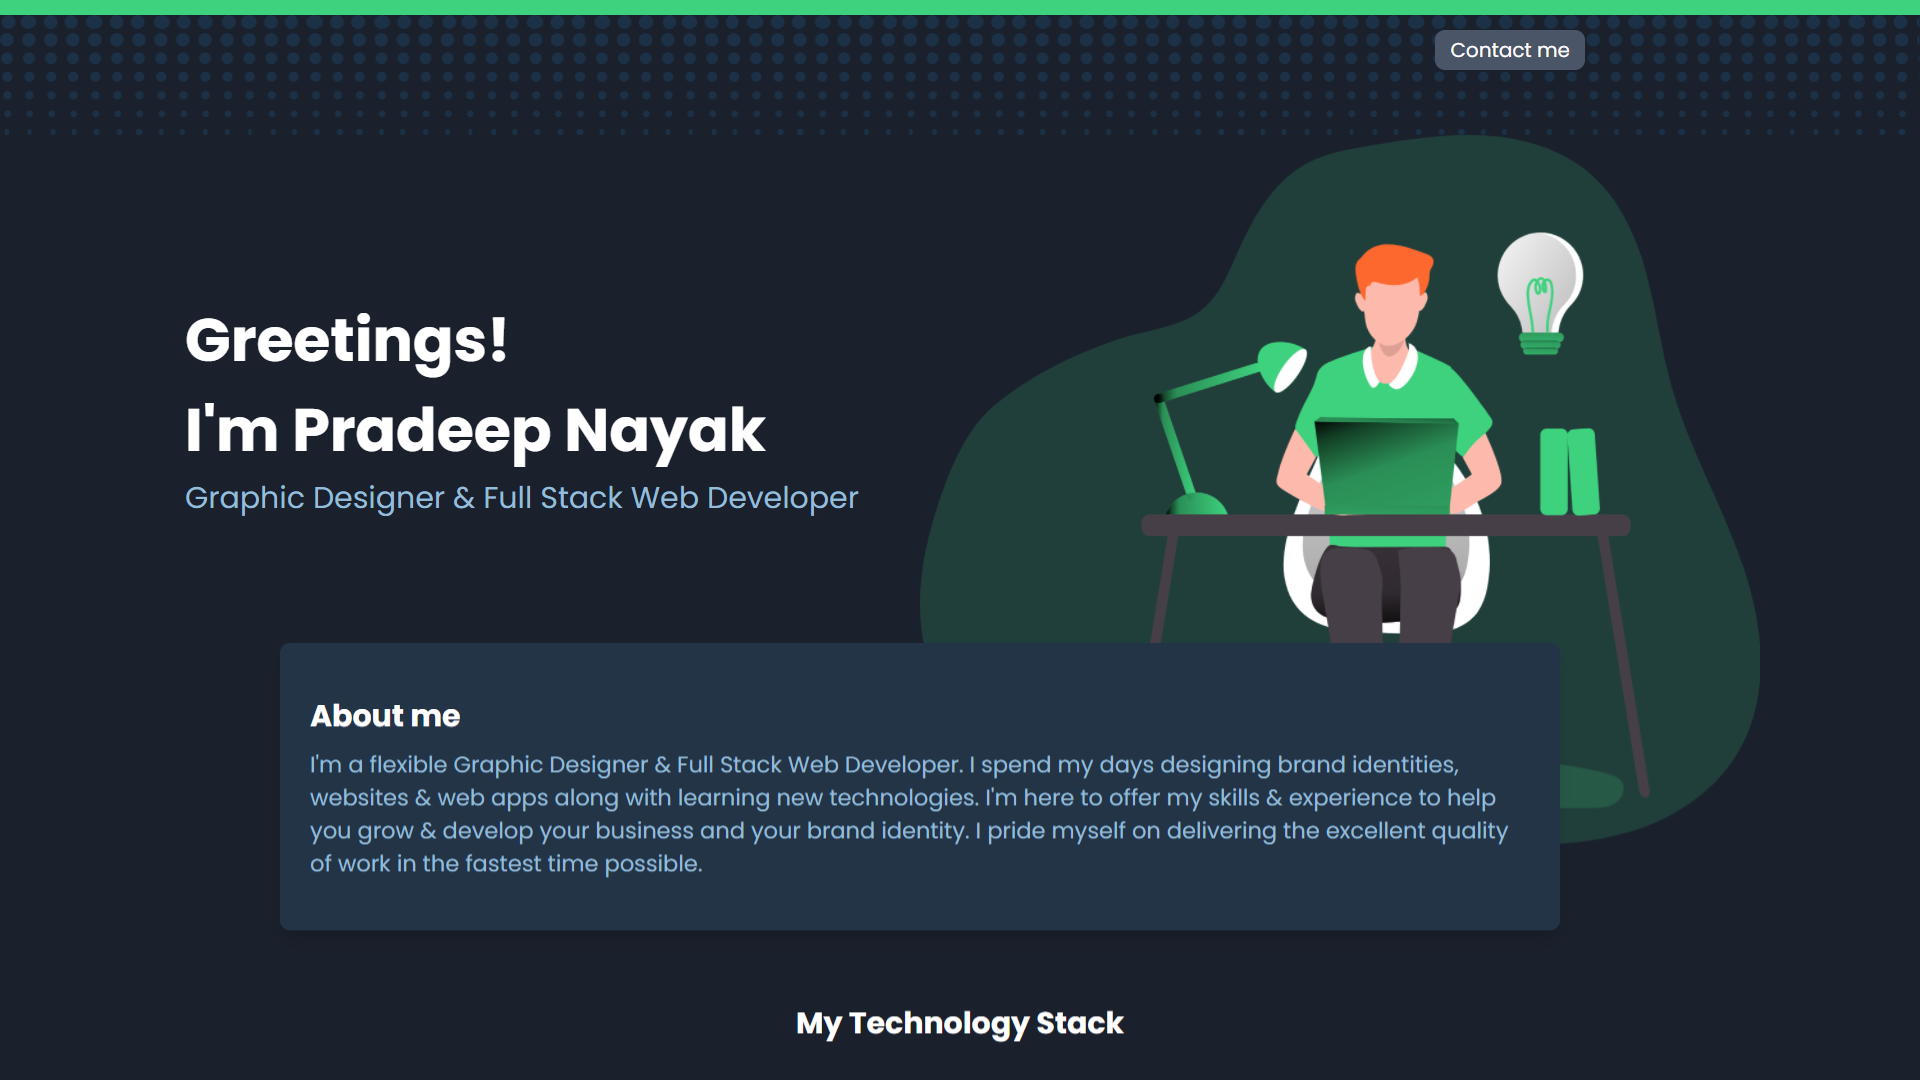 Contact me
Greetings!
I'm Pradeep Nayak
Graphic Designer & Full Stack Web Developer
About me
I'm a flexible Graphic Designer & Full Stack Web Developer. I spend my days designing brand identities,
websites & web apps along with learning new technologies. I'm here to offer my skills & experience to help
you grow & develop your business and your brand identity. I pride myself on delivering the excellent quality
of work in the fastest time possible.
My Technology Stack